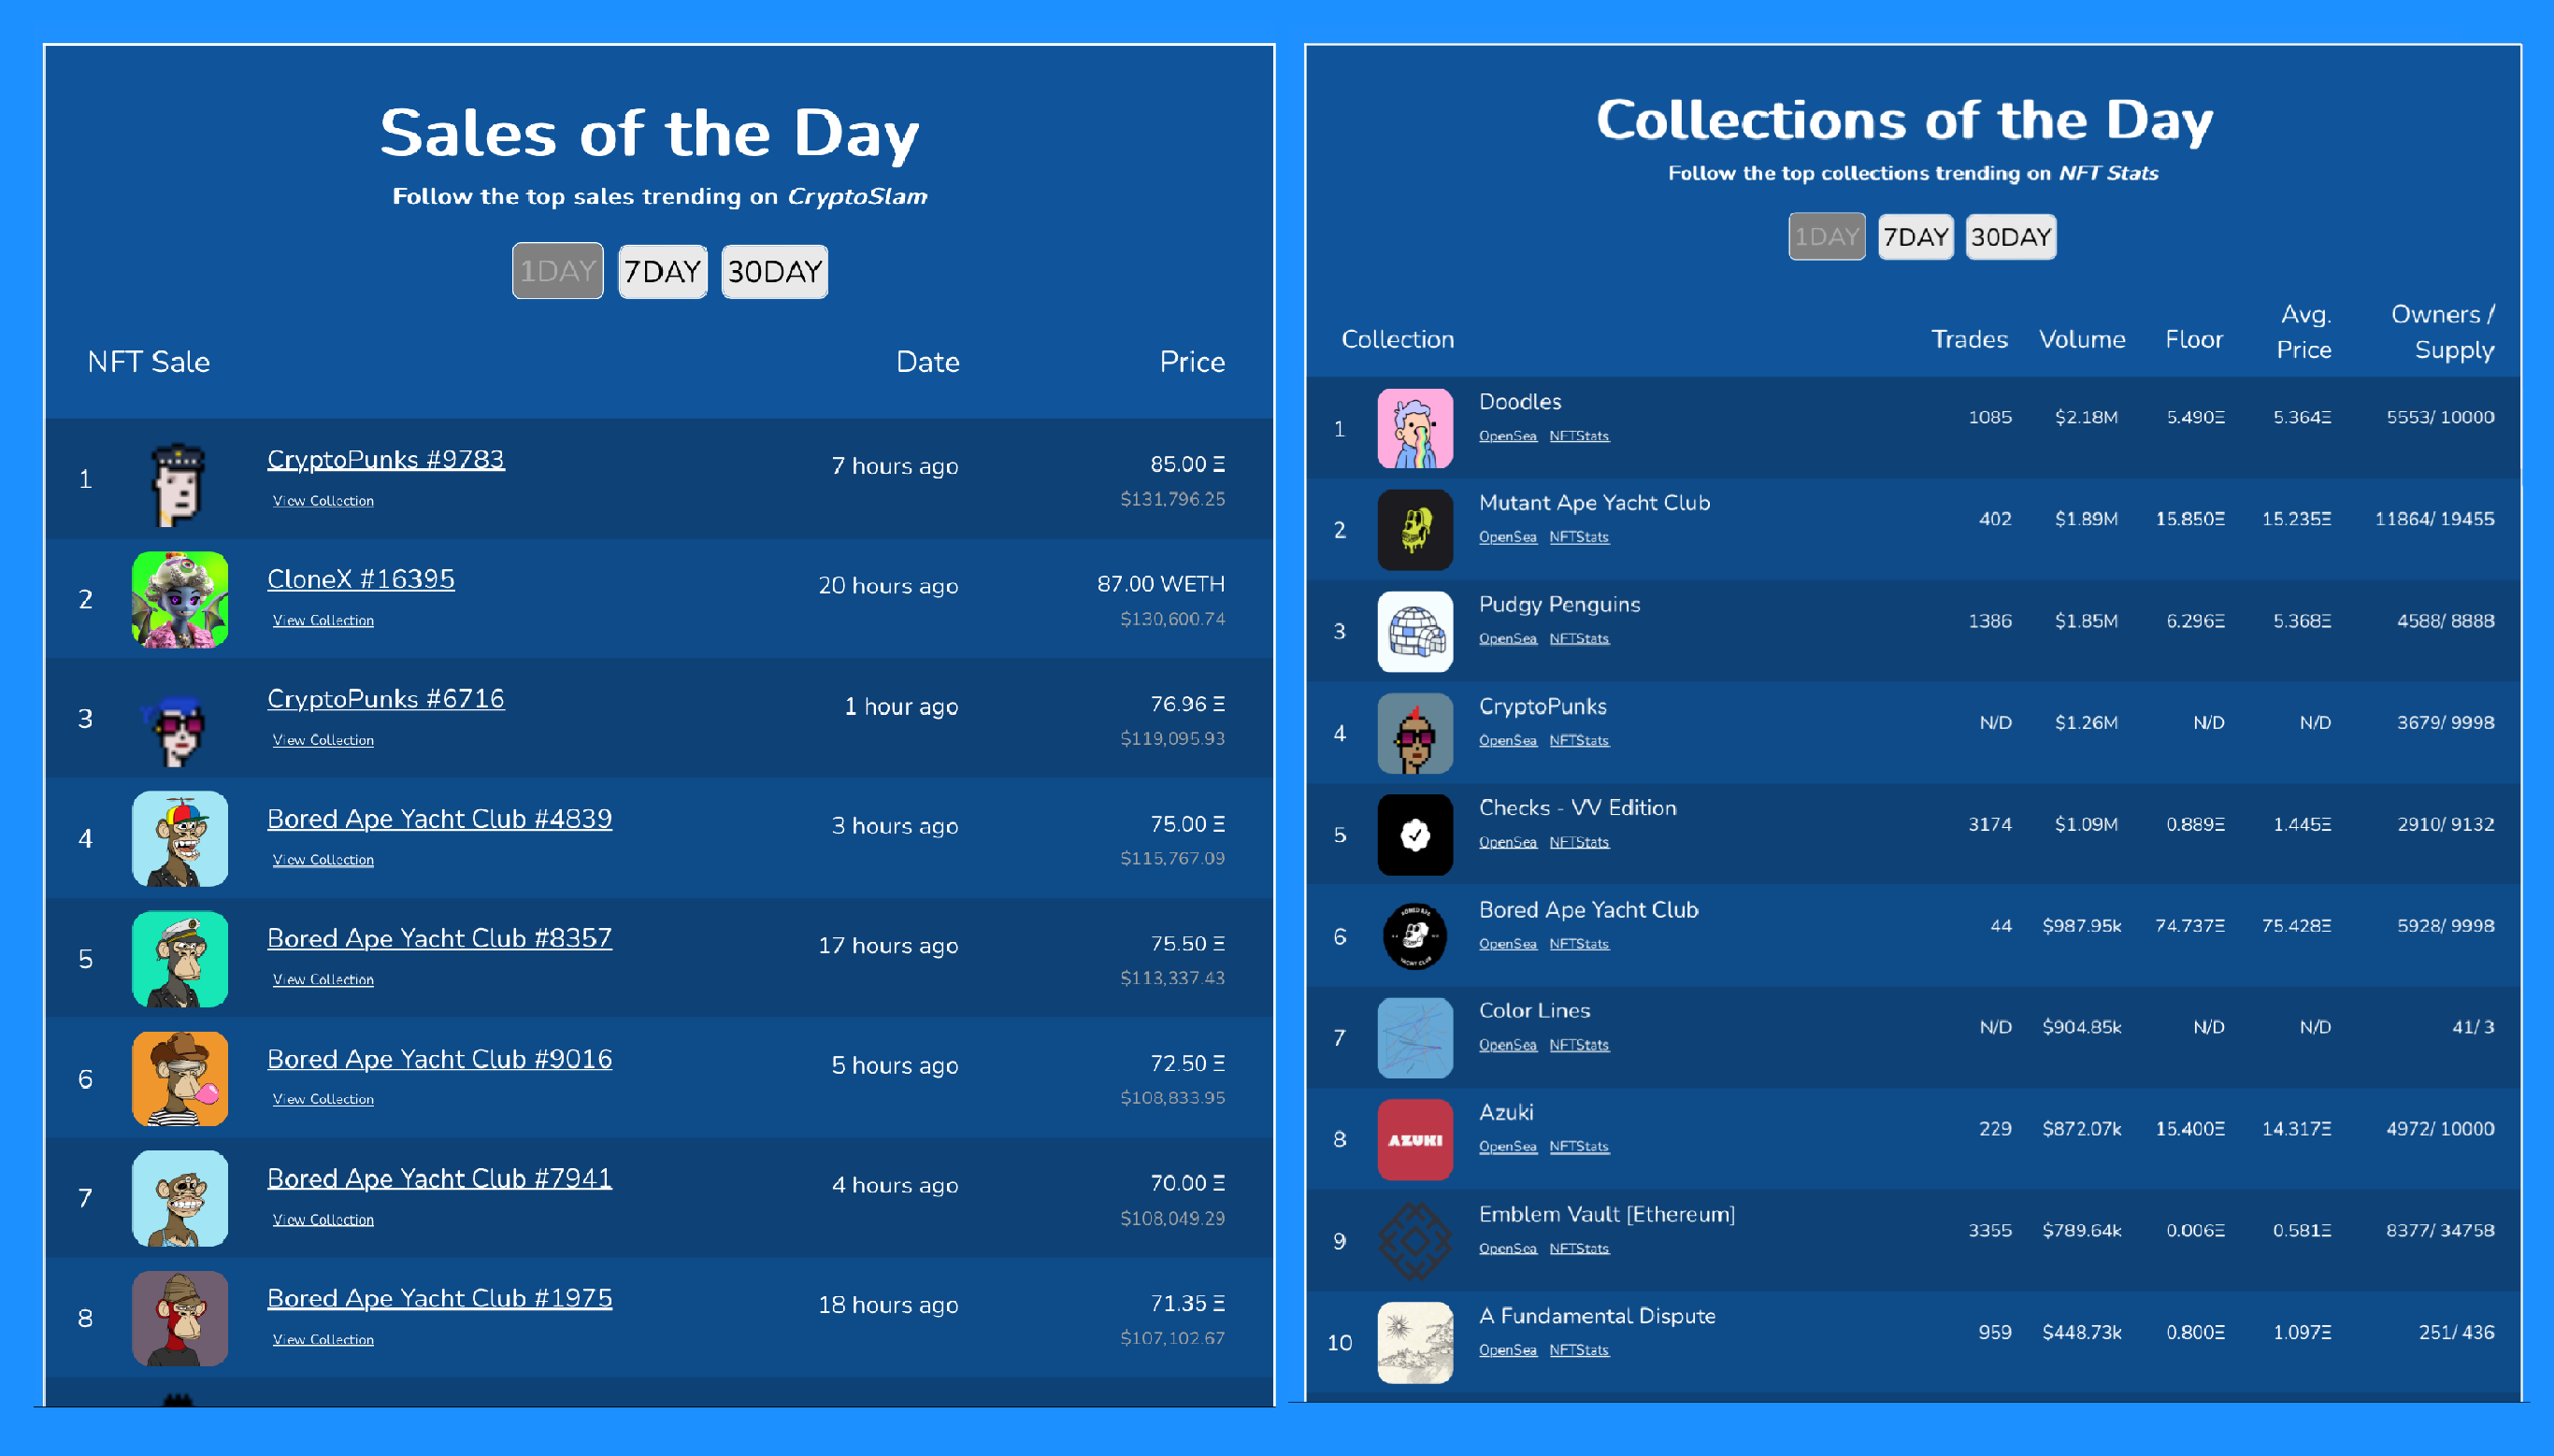 Sales of the Day
Follow the top sales trending on CryptoSlam
1DAY 7DAY 30DAY
NFT Sale Date Price
1 CryptoPunks #9783 7 hours ago 85.00 Ξ
View Collection $131,796.25
2 CloneX #16395 20 hours ago 87.00 WETH
View Collection $130,600.74
3 CryptoPunks #6716 1 hour ago 76.96 Ξ
View Collection $119,095.93
4 Bored Ape Yacht Club #4839 3 hours ago 75.00 Ξ
View Collection $115,767.09
5 Bored Ape Yacht Club #8357 17 hours ago 75.50 Ξ
View Collection $113,337.43
6 Bored Ape Yacht Club #9016 5 hours ago 72.50 Ξ
View Collection $108,833.95
7 Bored Ape Yacht Club #7941 4 hours ago 70.00 Ξ
View Collection $108,049.29
8 Bored Ape Yacht Club #1975 18 hours ago 71.35 Ξ
View Collection $107,102.67
Collections of the Day
Follow the top collections trending on NFT Stats
1DAY 7DAY 30DAY
Collection Trades Volume Floor Avg. Price Owners / Supply
1 Doodles 1085 $2.18M 5.490Ξ 5.364Ξ 5553/ 10000
OpenSea NFTStats
2 Mutant Ape Yacht Club 402 $1.89M 15.850Ξ 15.235Ξ 11864/ 19455
OpenSea NFTStats
3 Pudgy Penguins 1386 $1.85M 6.296Ξ 5.368Ξ 4588/ 8888
OpenSea NFTStats
4 CryptoPunks N/D $1.26M N/D N/D 3679/ 9998
OpenSea NFTStats
5 Checks - VV Edition 3174 $1.09M 0.889Ξ 1.445Ξ 2910/ 9132
OpenSea NFTStats
6 Bored Ape Yacht Club 44 $987.95k 74.737Ξ 75.428Ξ 5928/ 9998
OpenSea NFTStats
BORED APE
YACHT CLUB
7 Color Lines N/D $904.85k N/D N/D 41/ 3
OpenSea NFTStats
8 Azuki 229 $872.07k 15.400Ξ 14.317Ξ 4972/ 10000
AZUKI
OpenSea NFTStats
9 Emblem Vault [Ethereum] 3355 $789.64k 0.006Ξ 0.581Ξ 8377/ 34758
OpenSea NFTStats
10 A Fundamental Dispute 959 $448.73k 0.800Ξ 1.097Ξ 251/ 436
OpenSea NFTStats